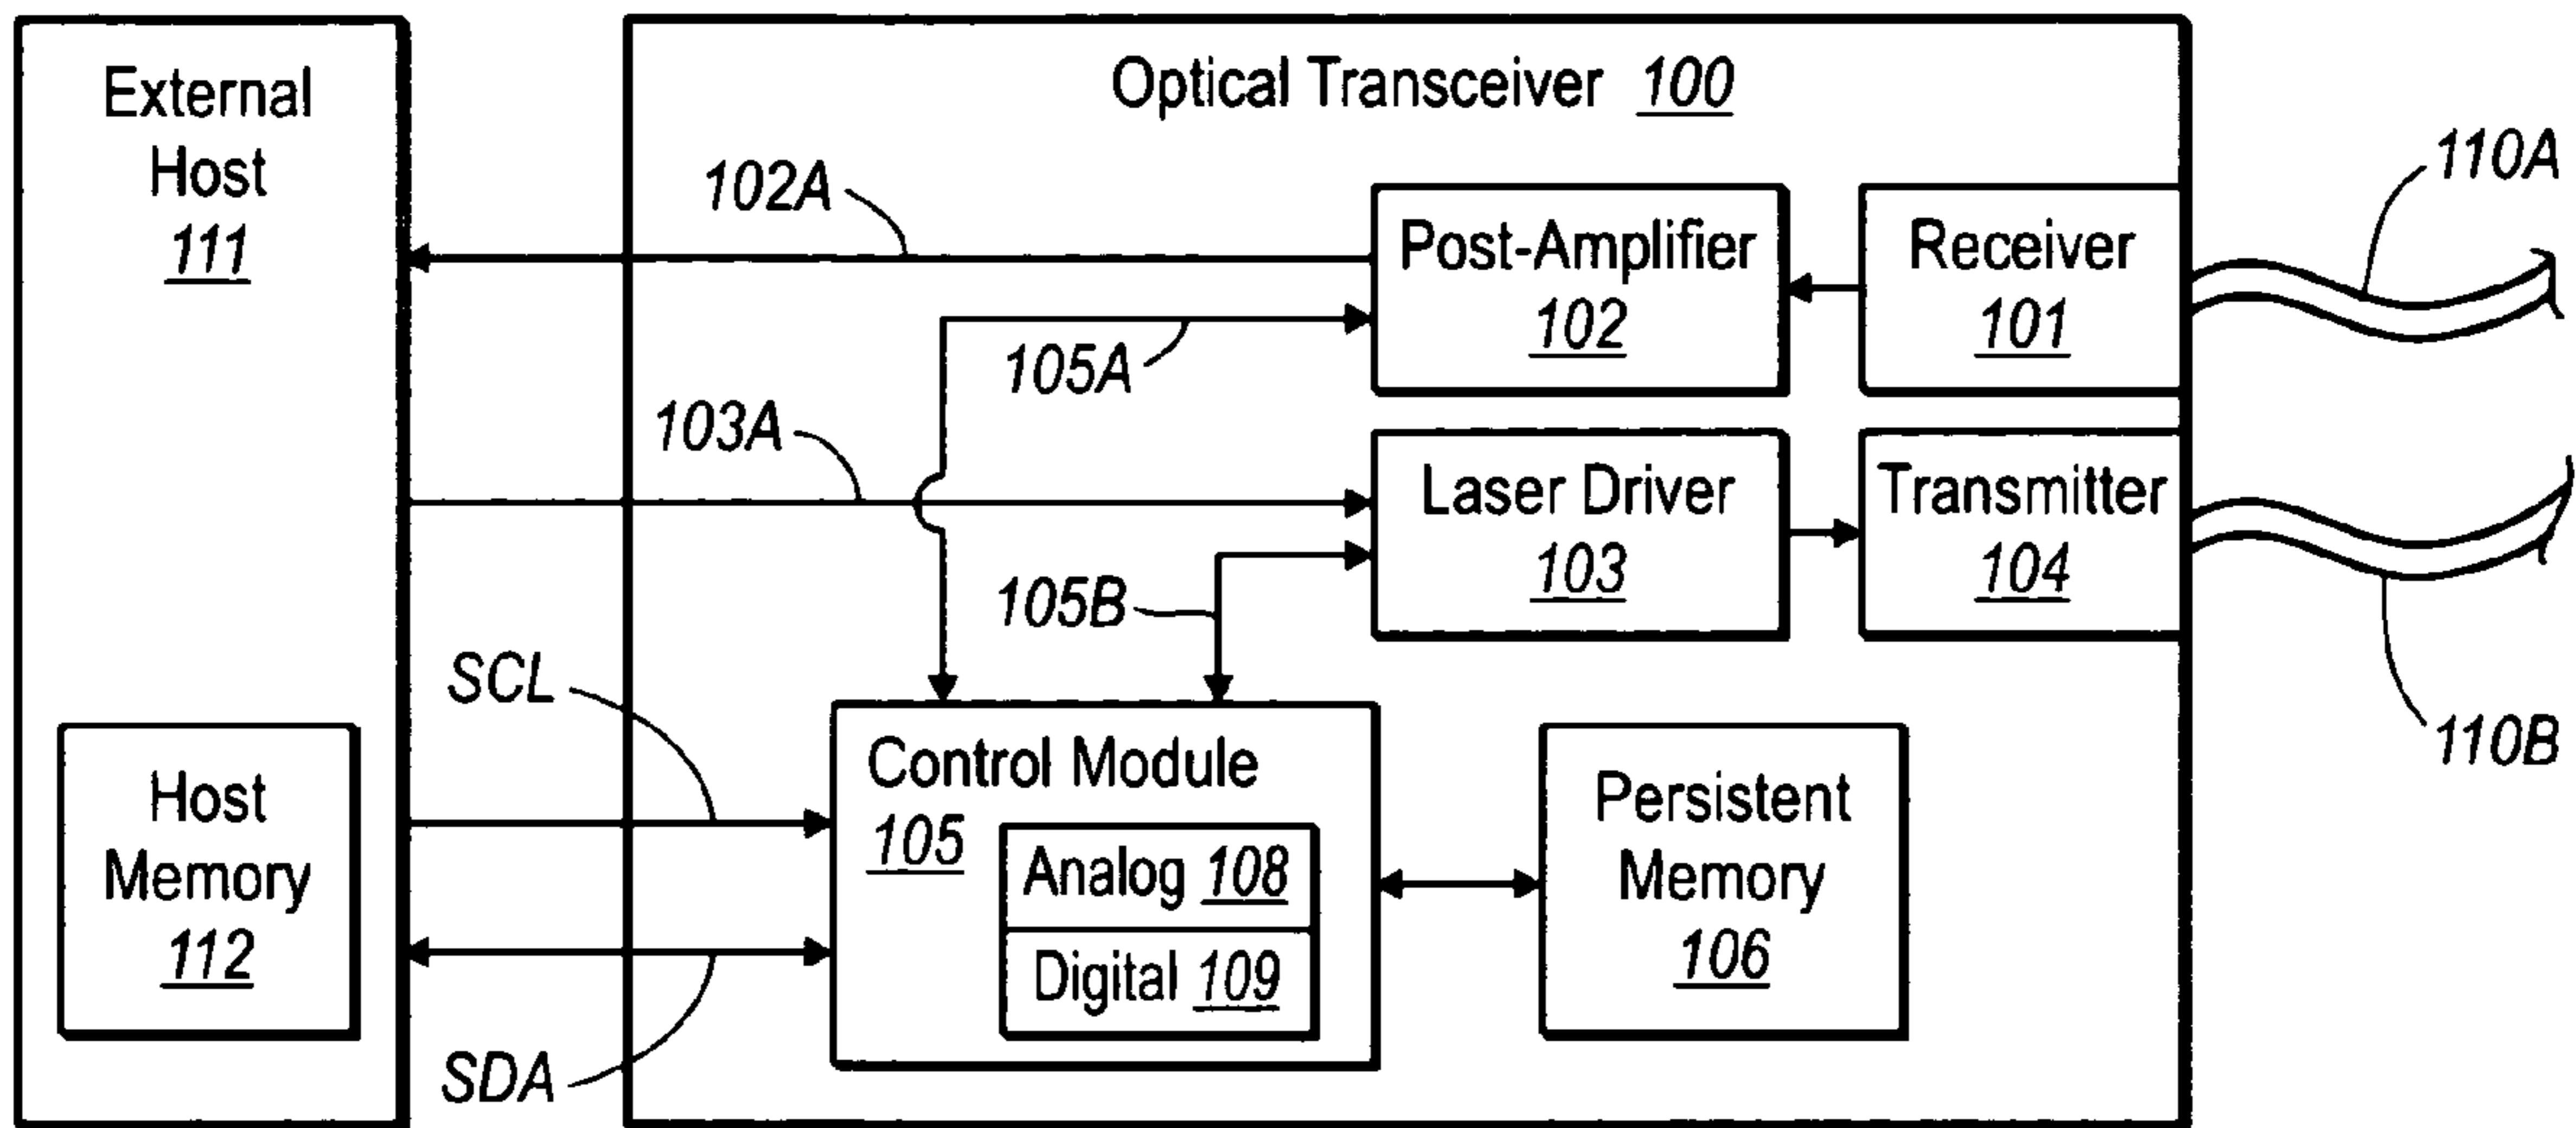 External
Host
111
Optical Transceiver 100
110A
102A
Post-Amplifier
102
Receiver
101
105A
103A
Laser Driver
103
Transmitter
104
105B
SCL
110B
Host
Memory
112
Control Module
105
Analog 108
Digital 109
Persistent
Memory
106
SDA